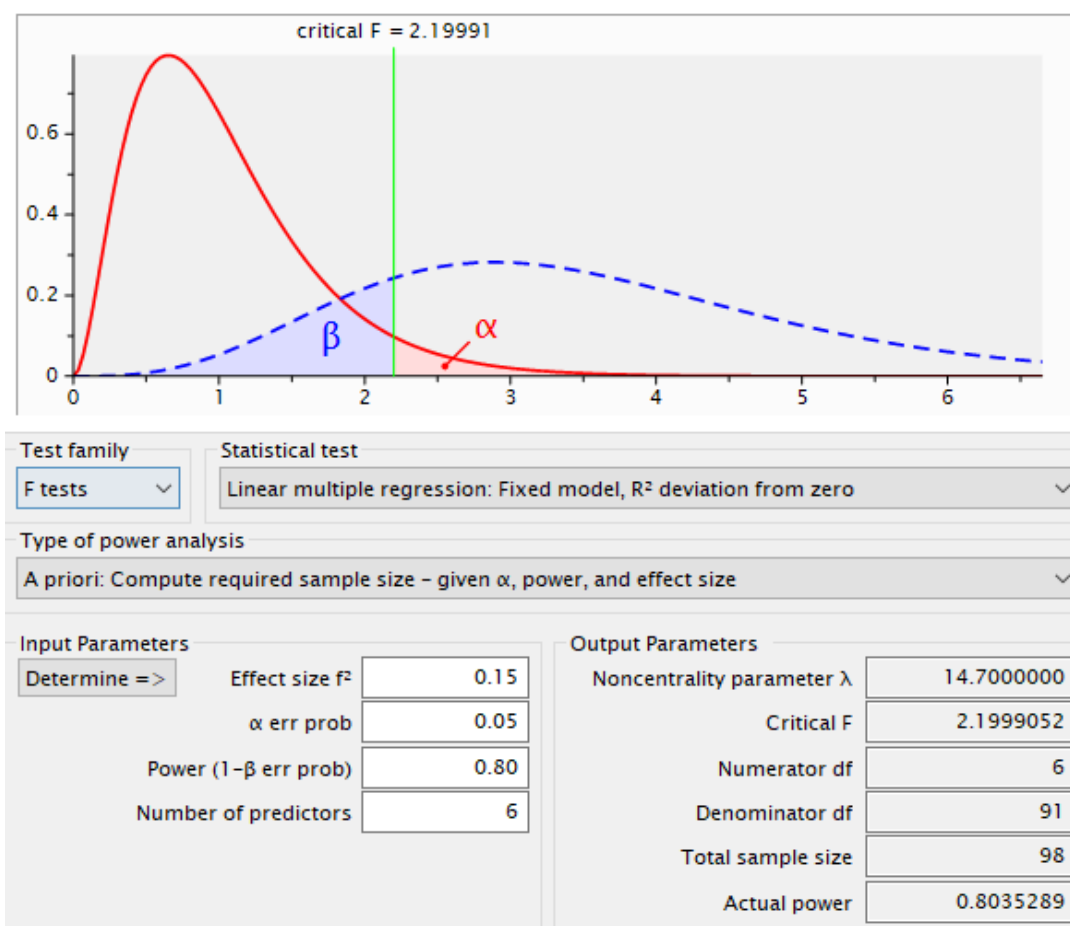 critical F = 2.19991
0.6
0.4
0.2
0
β
α
0 1 2 3 4 5 6
Test family
Statistical test
F tests
Linear multiple regression: Fixed model, R² deviation from zero
Type of power analysis
A priori: Compute required sample size – given α, power, and effect size
Input Parameters
Determine =>
Effect size f² 0.15
α err prob 0.05
Power (1-β err prob) 0.80
Number of predictors 6
Output Parameters
Noncentrality parameter λ 14.7000000
Critical F 2.1999052
Numerator df 6
Denominator df 91
Total sample size 98
Actual power 0.8035289